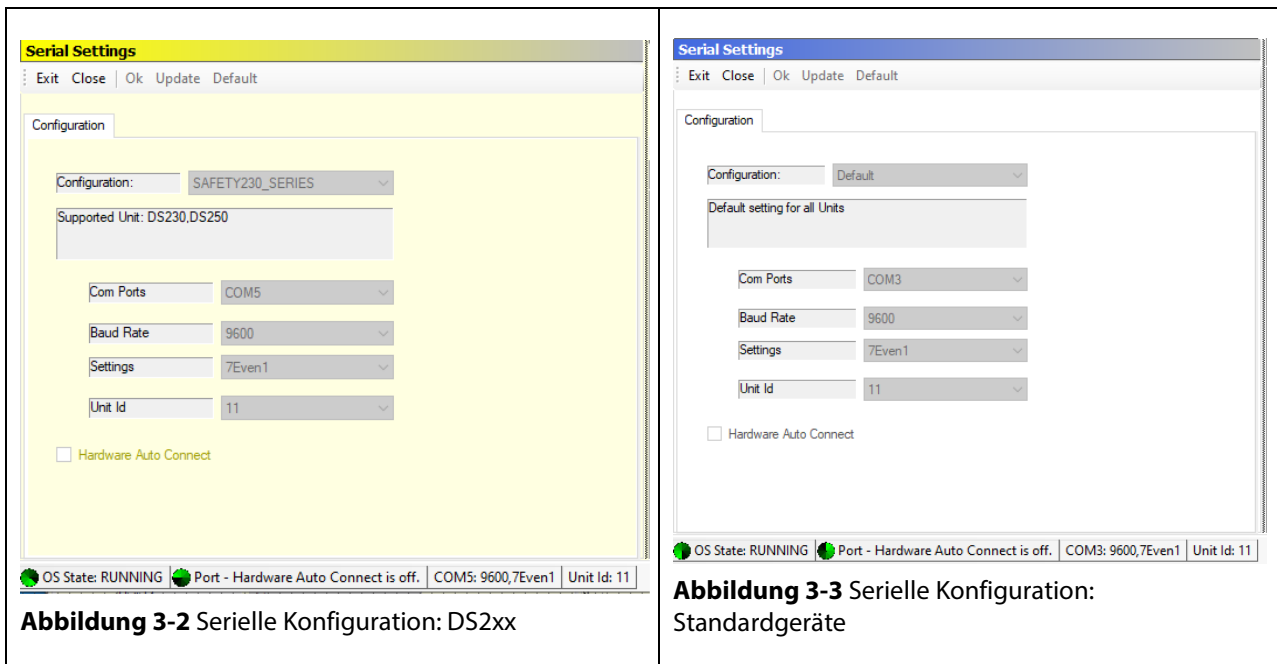 Serial Settings
Exit Close Ok Update Default
Configuration
Configuration: SAFETY230_SERIES
Supported Unit: DS230,DS250
Com Ports COM5
Baud Rate 9600
Settings 7Even1
Unit Id 11
Hardware Auto Connect
OS State: RUNNING Port - Hardware Auto Connect is off. COM5: 9600,7Even1 Unit Id: 11
Abbildung 3-2 Serielle Konfiguration: DS2xx
Serial Settings
Exit Close Ok Update Default
Configuration
Configuration: Default
Default setting for all Units
Com Ports COM3
Baud Rate 9600
Settings 7Even1
Unit Id 11
Hardware Auto Connect
OS State: RUNNING Port - Hardware Auto Connect is off. COM3: 9600,7Even1 Unit Id: 11
Abbildung 3-3 Serielle Konfiguration:
Standardgeräte